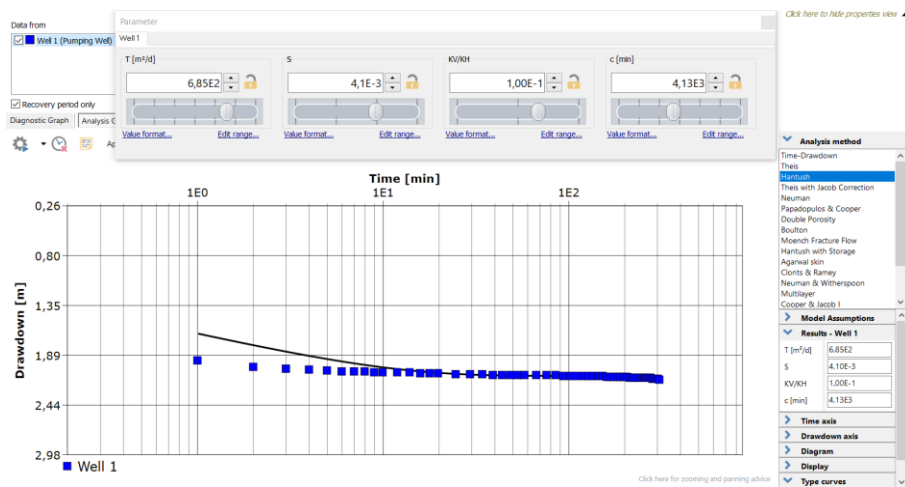 Click here to hide properties view
Data from
Well 1 (Pumping Well)
Recovery period only
Diagnostic Graph Analysis G
Parameter
Well 1
T [m²/d] S KV/KH c [min]
6,85E2 4,1E-3 1,00E-1 4,13E3
Value format... Edit range... Value format... Edit range... Value format... Edit range... Value format... Edit range...
Time [min]
1E0 1E1 1E2
Drawdown [m]
0,26
0,80
1,35
1,89
2,44
2,98
Well 1
Click here for zooming and panning advice
Analysis method
Time-Drawdown
Theis
Hantush
Theis with Jacob Correction
Neuman
Papadopulos & Cooper
Double Porosity
Boulton
Moench Fracture Flow
Hantush with Storage
Agarwal skin
Clonts & Ramey
Neuman & Witherspoon
Multilayer
Cooper & Jacob I
Model Assumptions
Results - Well 1
T [m²/d] 6,85E2
S 4,10E-3
KV/KH 1,00E-1
c [min] 4,13E3
Time axis
Drawdown axis
Diagram
Display
Type curves